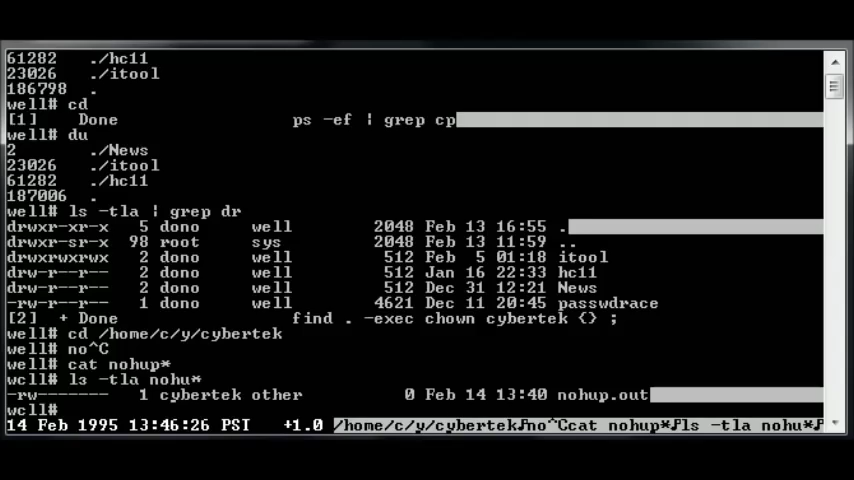 61282   ./hc11
23026   ./itool
186798  .
well# cd
[1]    Done                 ps -ef | grep cp
well# du
2       ./News
23026   ./itool
61282   ./hc11
187006  .
well# ls -tla | grep dr
drwxr-xr-x  5 dono     well         2048 Feb 13 16:55 .
drwxr-sr-x 98 root     sys          2048 Feb 13 11:59 ..
drwxrwxrwx  2 dono     well          512 Feb  5 01:18 itool
drw-r--r--  2 dono     well          512 Jan 16 22:33 hc11
drw-r--r--  2 dono     well          512 Dec 31 12:21 News
-rw-r--r--  1 dono     well         4621 Dec 11 20:45 passwdrace
[2]  + Done                 find . -exec chown cybertek {} ;
well# cd /home/c/y/cybertek
well# no^C
well# cat nohup*
well# ls -tla nohu*
-rw-------  1 cybertek other           0 Feb 14 13:40 nohup.out
well#
14 Feb 1995 13:46:26 PST    +1.0 /home/c/y/cybertek♪no^Ccat nohup*♪ls -tla nohu*♪